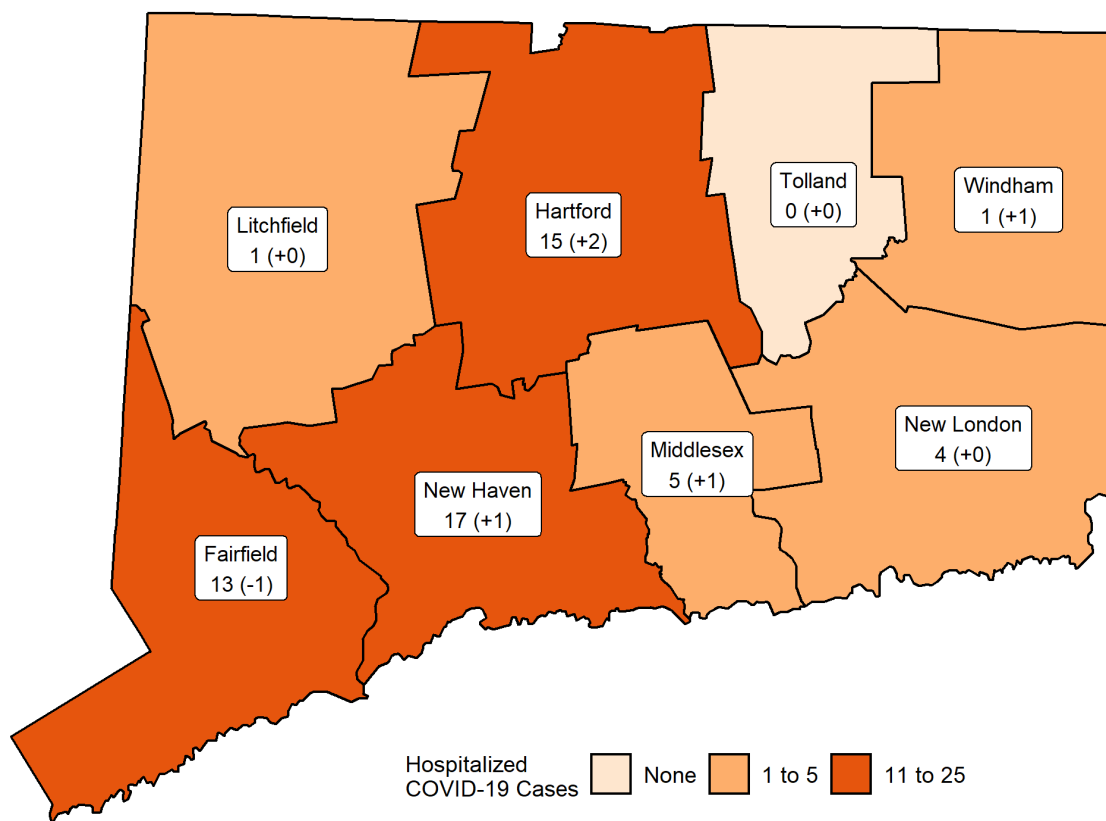 Tolland
0 (+0)
Windham
1 (+1)
Hartford
15 (+2)
Litchfield
1 (+0)
New London
4 (+0)
Middlesex
5 (+1)
New Haven
17 (+1)
Fairfield
13 (-1)
Hospitalized
COVID-19 Cases
None
1 to 5
11 to 25